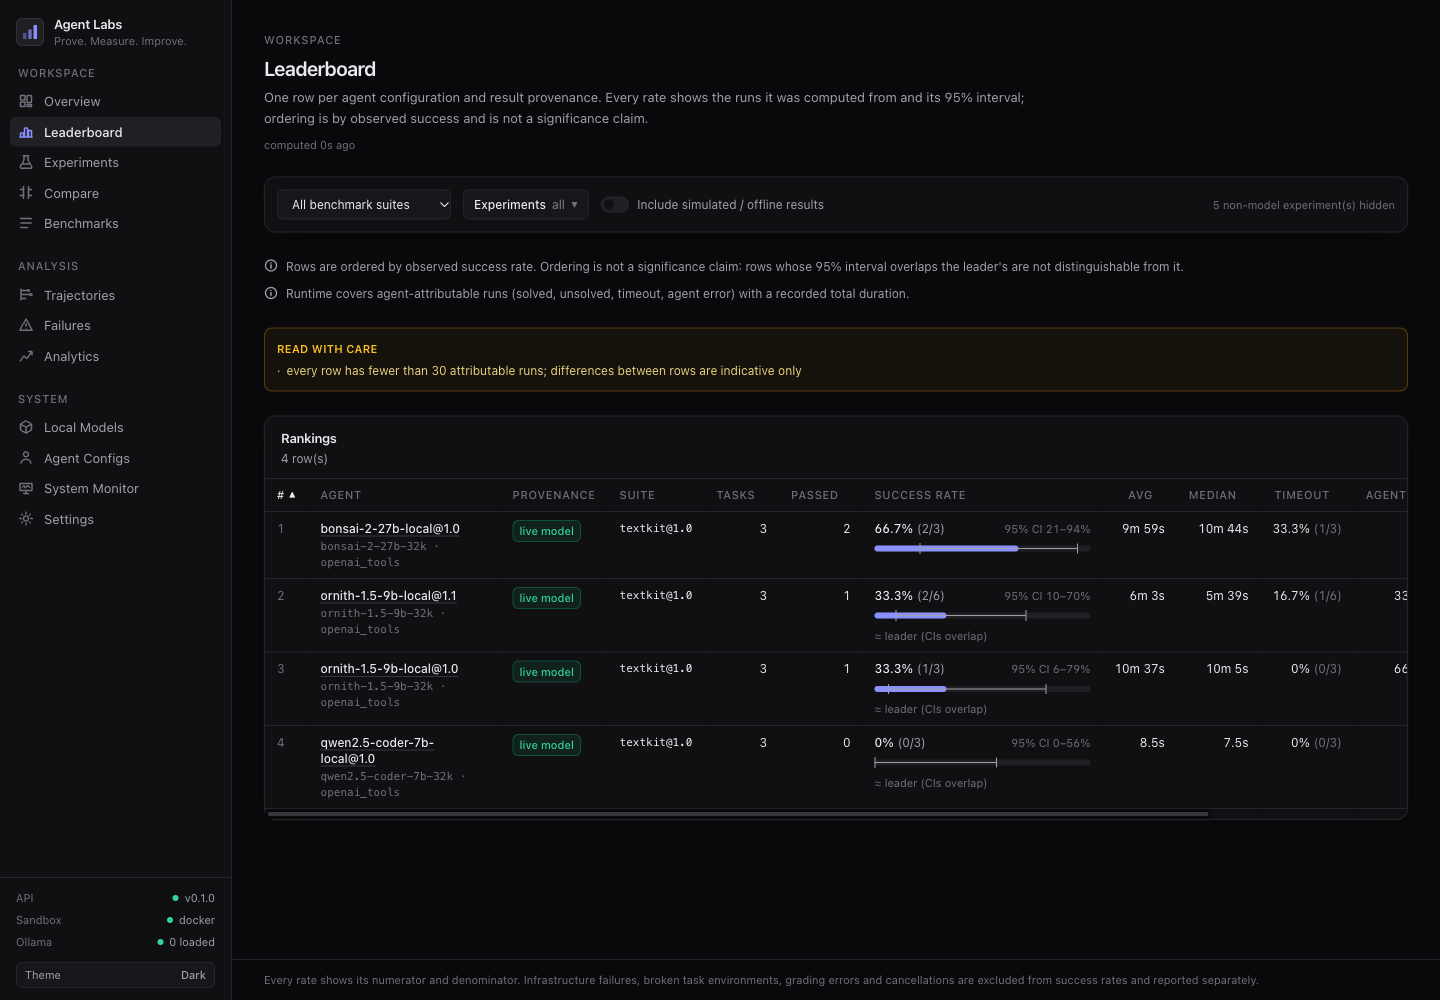 Agent Labs
Prove. Measure. Improve.
WORKSPACE
Overview
Leaderboard
Experiments
Compare
Benchmarks
ANALYSIS
Trajectories
Failures
Analytics
SYSTEM
Local Models
Agent Configs
System Monitor
Settings
API v0.1.0
Sandbox docker
Ollama 0 loaded
Theme Dark
WORKSPACE
Leaderboard
One row per agent configuration and result provenance. Every rate shows the runs it was computed from and its 95% interval;
ordering is by observed success and is not a significance claim.
computed 0s ago
All benchmark suites Experiments all ▾ Include simulated / offline results 5 non-model experiment(s) hidden
Rows are ordered by observed success rate. Ordering is not a significance claim: rows whose 95% interval overlaps the leader's are not distinguishable from it.
Runtime covers agent-attributable runs (solved, unsolved, timeout, agent error) with a recorded total duration.
READ WITH CARE
· every row has fewer than 30 attributable runs; differences between rows are indicative only
Rankings
4 row(s)
# ▲ AGENT PROVENANCE SUITE TASKS PASSED SUCCESS RATE AVG MEDIAN TIMEOUT AGENT
1 bonsai-2-27b-local@1.0 live model textkit@1.0 3 2 66.7% (2/3) 95% CI 21–94% 9m 59s 10m 44s 33.3% (1/3)
bonsai-2-27b-32k ·
openai_tools
2 ornith-1.5-9b-local@1.1 live model textkit@1.0 3 1 33.3% (2/6) 95% CI 10–70% 6m 3s 5m 39s 16.7% (1/6) 33
ornith-1.5-9b-32k ·
openai_tools
≈ leader (CIs overlap)
3 ornith-1.5-9b-local@1.0 live model textkit@1.0 3 1 33.3% (1/3) 95% CI 6–79% 10m 37s 10m 5s 0% (0/3) 66
ornith-1.5-9b-32k ·
openai_tools
≈ leader (CIs overlap)
4 qwen2.5-coder-7b- live model textkit@1.0 3 0 0% (0/3) 95% CI 0–56% 8.5s 7.5s 0% (0/3)
local@1.0
qwen2.5-coder-7b-32k ·
openai_tools
≈ leader (CIs overlap)
Every rate shows its numerator and denominator. Infrastructure failures, broken task environments, grading errors and cancellations are excluded from success rates and reported separately.